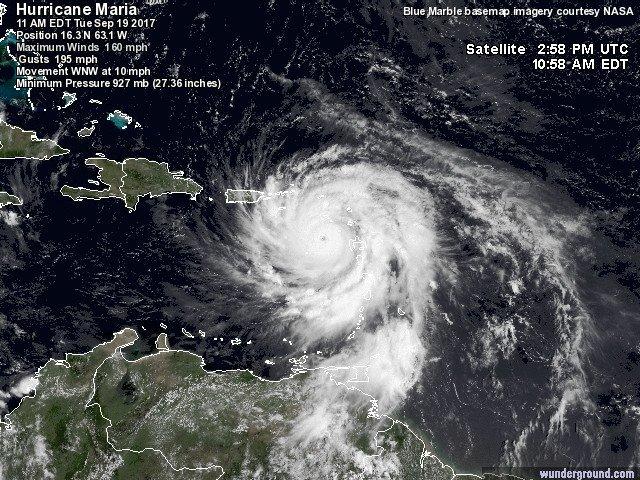 Hurricane Maria
11 AM EDT Tue Sep 19 2017
Position 16.3 N 63.1 W
Maximum Winds 160 mph
Gusts 195 mph
Movement WNW at 10 mph
Minimum Pressure 927 mb (27.36 inches)
Blue Marble basemap imagery courtesy NASA
Satellite 2:58 PM UTC
10:58 AM EDT
wunderground.com